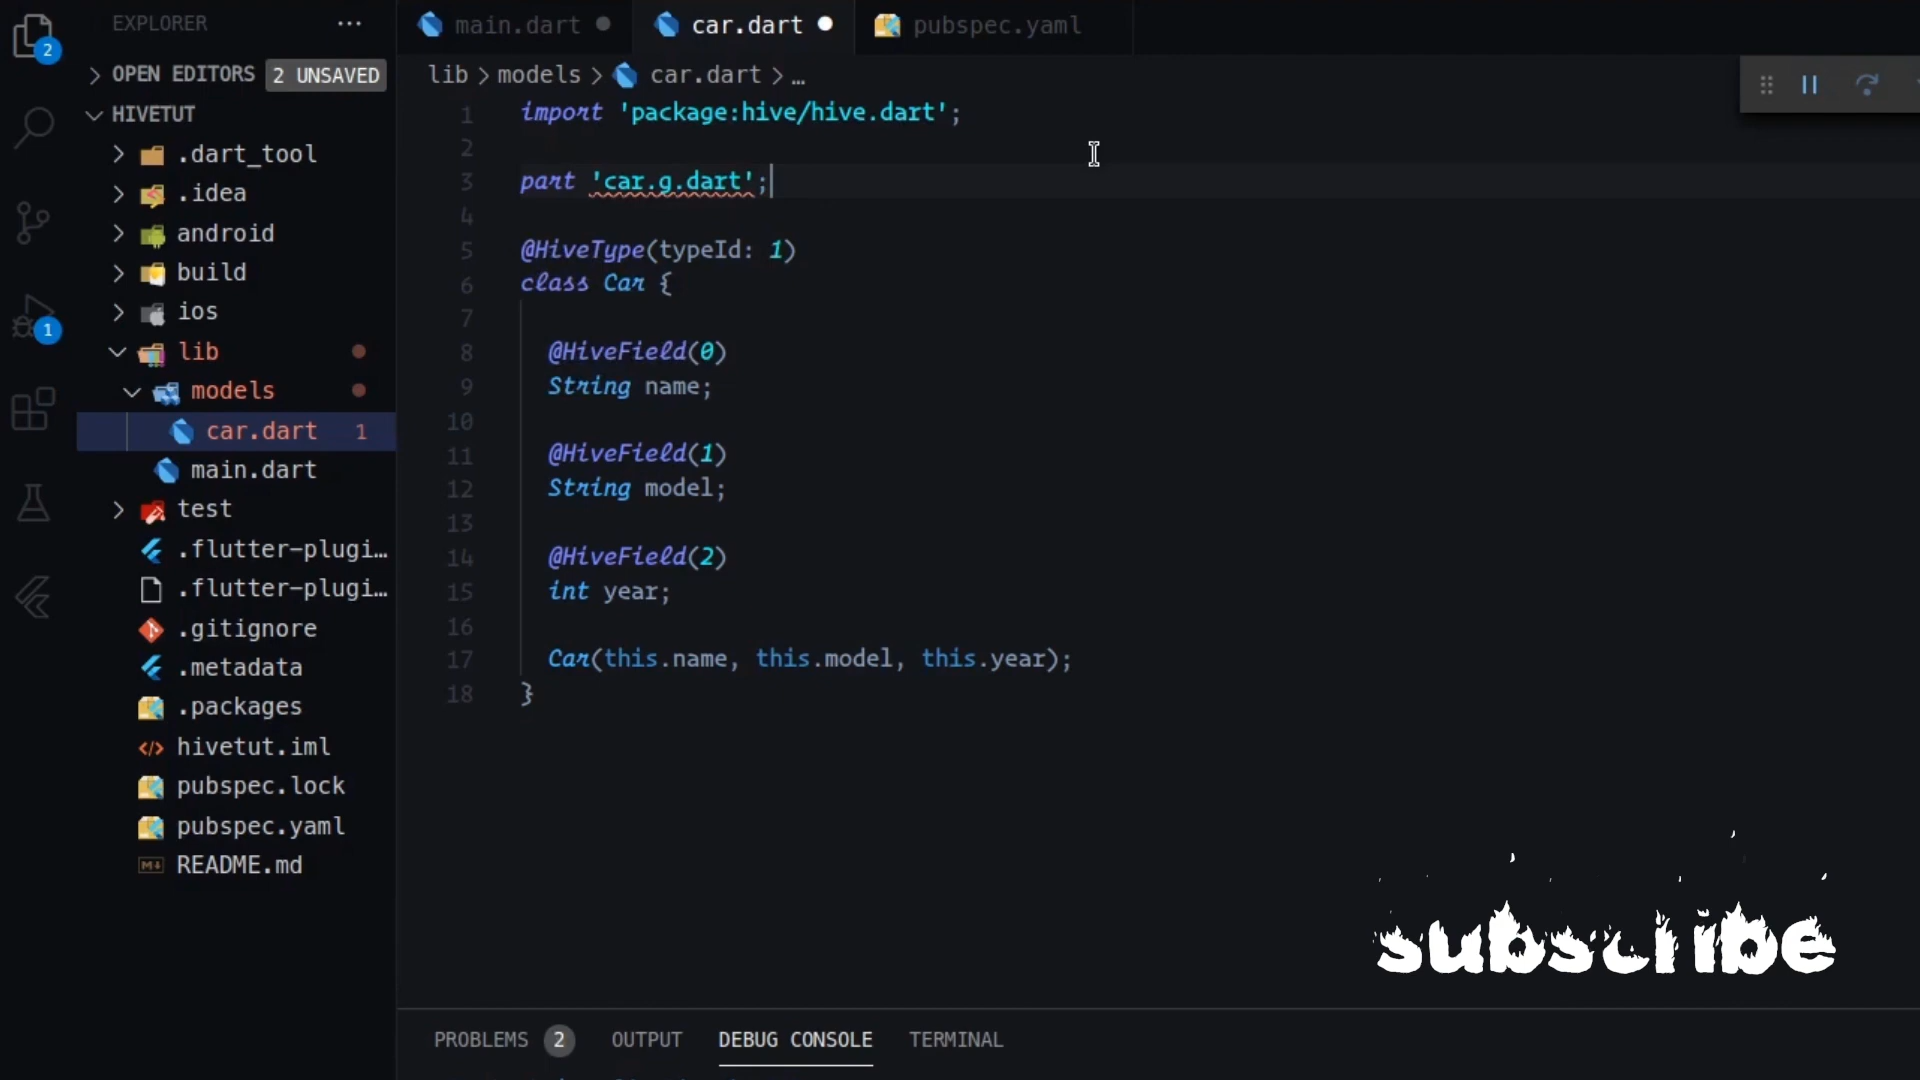 2
EXPLORER ...
main.dart
car.dart
pubspec.yaml
OPEN EDITORS 2 UNSAVED
lib > models > car.dart > ...
HIVETUT
.dart_tool
.idea
android
build
ios
1
lib
models
car.dart 1
main.dart
test
.flutter-plugi...
.flutter-plugi...
.gitignore
.metadata
.packages
hivetut.iml
pubspec.lock
pubspec.yaml
README.md
1 import 'package:hive/hive.dart';
2
3 part 'car.g.dart';
4
5 @HiveType(typeId: 1)
6 class Car {
7
8 @HiveField(0)
9 String name;
10
11 @HiveField(1)
12 String model;
13
14 @HiveField(2)
15 int year;
16
17 Car(this.name, this.model, this.year);
18 }
subscribe
PROBLEMS 2 OUTPUT DEBUG CONSOLE TERMINAL